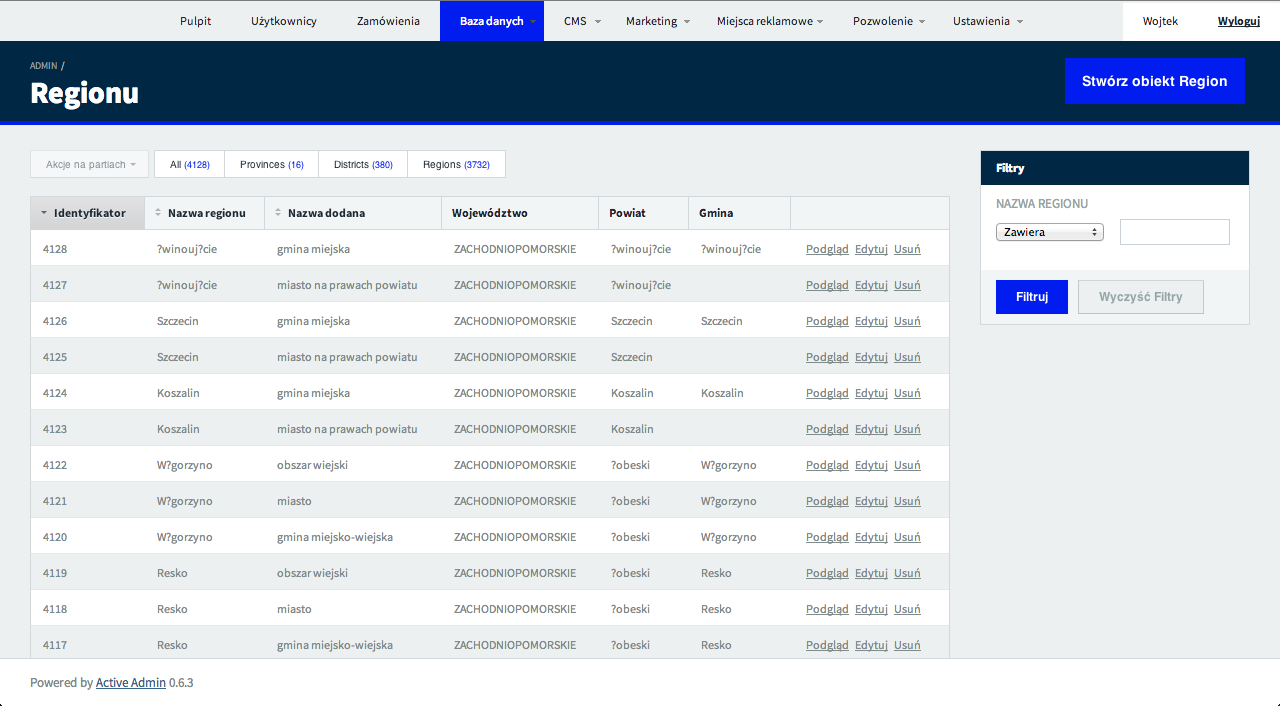 Pulpit Użytkownicy Zamówienia Baza danych CMS Marketing Miejsca reklamowe Pozwolenie Ustawienia Wojtek Wyloguj
ADMIN /
Regionu
Stwórz obiekt Region
Akcje na partiach All (4128) Provinces (16) Districts (380) Regions (3732)
Identyfikator Nazwa regionu Nazwa dodana Województwo Powiat Gmina
4128 ?winouj?cie gmina miejska ZACHODNIOPOMORSKIE ?winouj?cie ?winouj?cie Podgląd Edytuj Usuń
4127 ?winouj?cie miasto na prawach powiatu ZACHODNIOPOMORSKIE ?winouj?cie Podgląd Edytuj Usuń
4126 Szczecin gmina miejska ZACHODNIOPOMORSKIE Szczecin Szczecin Podgląd Edytuj Usuń
4125 Szczecin miasto na prawach powiatu ZACHODNIOPOMORSKIE Szczecin Podgląd Edytuj Usuń
4124 Koszalin gmina miejska ZACHODNIOPOMORSKIE Koszalin Koszalin Podgląd Edytuj Usuń
4123 Koszalin miasto na prawach powiatu ZACHODNIOPOMORSKIE Koszalin Podgląd Edytuj Usuń
4122 W?gorzyno obszar wiejski ZACHODNIOPOMORSKIE ?obeski W?gorzyno Podgląd Edytuj Usuń
4121 W?gorzyno miasto ZACHODNIOPOMORSKIE ?obeski W?gorzyno Podgląd Edytuj Usuń
4120 W?gorzyno gmina miejsko-wiejska ZACHODNIOPOMORSKIE ?obeski W?gorzyno Podgląd Edytuj Usuń
4119 Resko obszar wiejski ZACHODNIOPOMORSKIE ?obeski Resko Podgląd Edytuj Usuń
4118 Resko miasto ZACHODNIOPOMORSKIE ?obeski Resko Podgląd Edytuj Usuń
4117 Resko gmina miejsko-wiejska ZACHODNIOPOMORSKIE ?obeski Resko Podgląd Edytuj Usuń
Filtry
NAZWA REGIONU
Zawiera
Filtruj Wyczyść Filtry
Powered by Active Admin 0.6.3